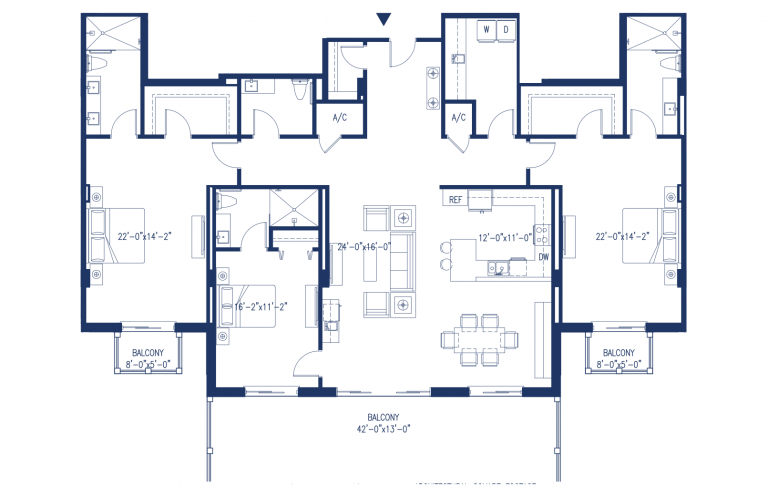 W D
A/C
A/C
REF
22'-0"x14'-2"
24'-0"x16'-0"
12'-0"x11'-0"
22'-0"x14'-2"
DW
16'-2"x11'-2"
BALCONY
8'-0"x5'-0"
BALCONY
8'-0"x5'-0"
BALCONY
42'-0"x13'-0"